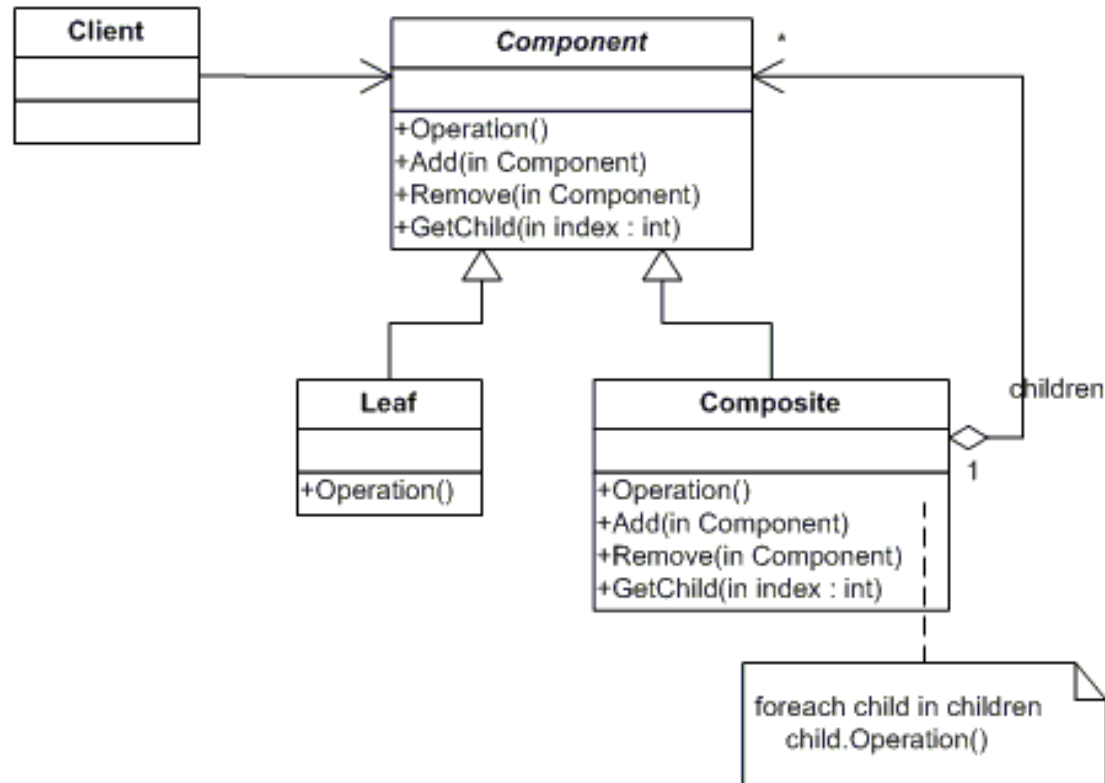 Client
Component
*
+Operation()
+Add(in Component)
+Remove(in Component)
+GetChild(in index : int)
children
Leaf
+Operation()
Composite
1
+Operation()
+Add(in Component)
+Remove(in Component)
+GetChild(in index : int)
foreach child in children
child.Operation()